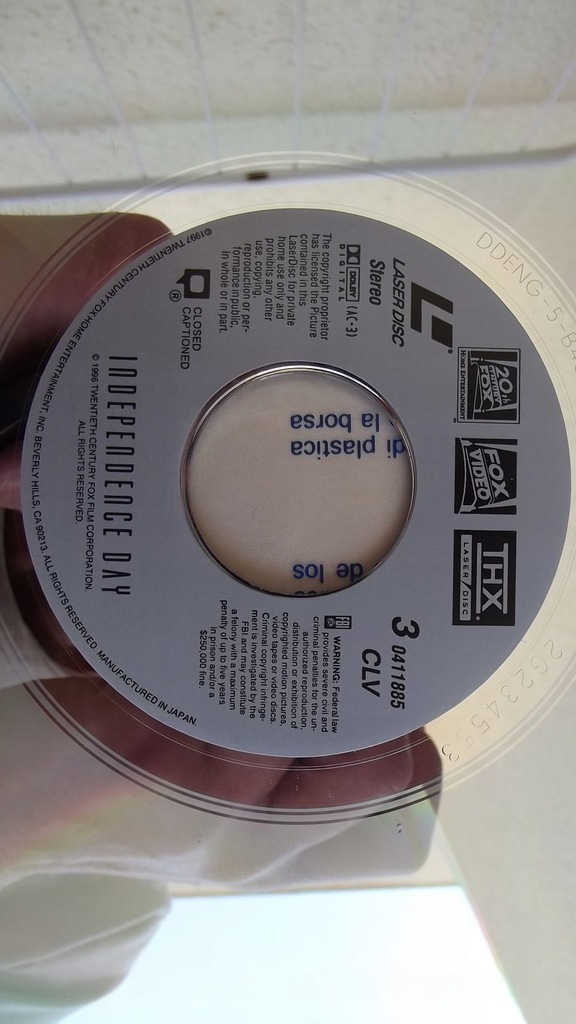 20th
CENTURY
FOX
HOME ENTERTAINMENT
FOX
VIDEO
THX
LASER DISC
LASER DISC
Stereo
DOLBY
DIGITAL (AC-3)
The copyright proprietor
has licensed the Picture
contained in this
LaserDisc for private
home use only and
prohibits any other
use, copying,
reproduction or per-
formance in public,
in whole or in part.
CLOSED
CAPTIONED
®
3 0411885
CLV
FBI WARNING: Federal law
provides severe civil and
criminal penalties for the un-
authorized reproduction,
distribution or exhibition of
copyrighted motion pictures,
video tapes or video discs.
Criminal copyright infringe-
ment is investigated by the
FBI and may constitute
a felony with a maximum
penalty of up to five years
in prison and/or a
$250,000 fine.
INDEPENDENCE DAY
© 1996 TWENTIETH CENTURY FOX FILM CORPORATION.
ALL RIGHTS RESERVED.
©1997 TWENTIETH CENTURY FOX HOME ENTERTAINMENT, INC. BEVERLY HILLS, CA 90213. ALL RIGHTS RESERVED. MANUFACTURED IN JAPAN.
di plastica
la borsa
de los
DDENG-5-B4